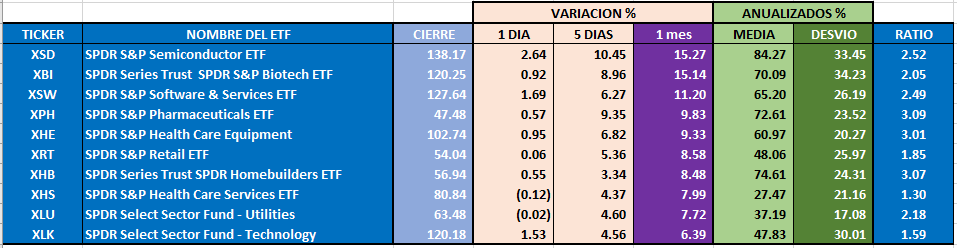 VARIACION % ANUALIZADOS %
TICKER NOMBRE DEL ETF CIERRE 1 DIA 5 DIAS 1 mes MEDIA DESVIO RATIO
XSD SPDR S&P Semiconductor ETF 138.17 2.64 10.45 15.27 84.27 33.45 2.52
XBI SPDR Series Trust SPDR S&P Biotech ETF 120.25 0.92 8.96 15.14 70.09 34.23 2.05
XSW SPDR S&P Software & Services ETF 127.64 1.69 6.27 11.20 65.20 26.19 2.49
XPH SPDR S&P Pharmaceuticals ETF 47.48 0.57 9.35 9.83 72.61 23.52 3.09
XHE SPDR S&P Health Care Equipment 102.74 0.95 6.82 9.33 60.97 20.27 3.01
XRT SPDR S&P Retail ETF 54.04 0.06 5.36 8.58 48.06 25.97 1.85
XHB SPDR Series Trust SPDR Homebuilders ETF 56.94 0.55 3.34 8.48 74.61 24.31 3.07
XHS SPDR S&P Health Care Services ETF 80.84 (0.12) 4.37 7.99 27.47 21.16 1.30
XLU SPDR Select Sector Fund - Utilities 63.48 (0.02) 4.60 7.72 37.19 17.08 2.18
XLK SPDR Select Sector Fund - Technology 120.18 1.53 4.56 6.39 47.83 30.01 1.59